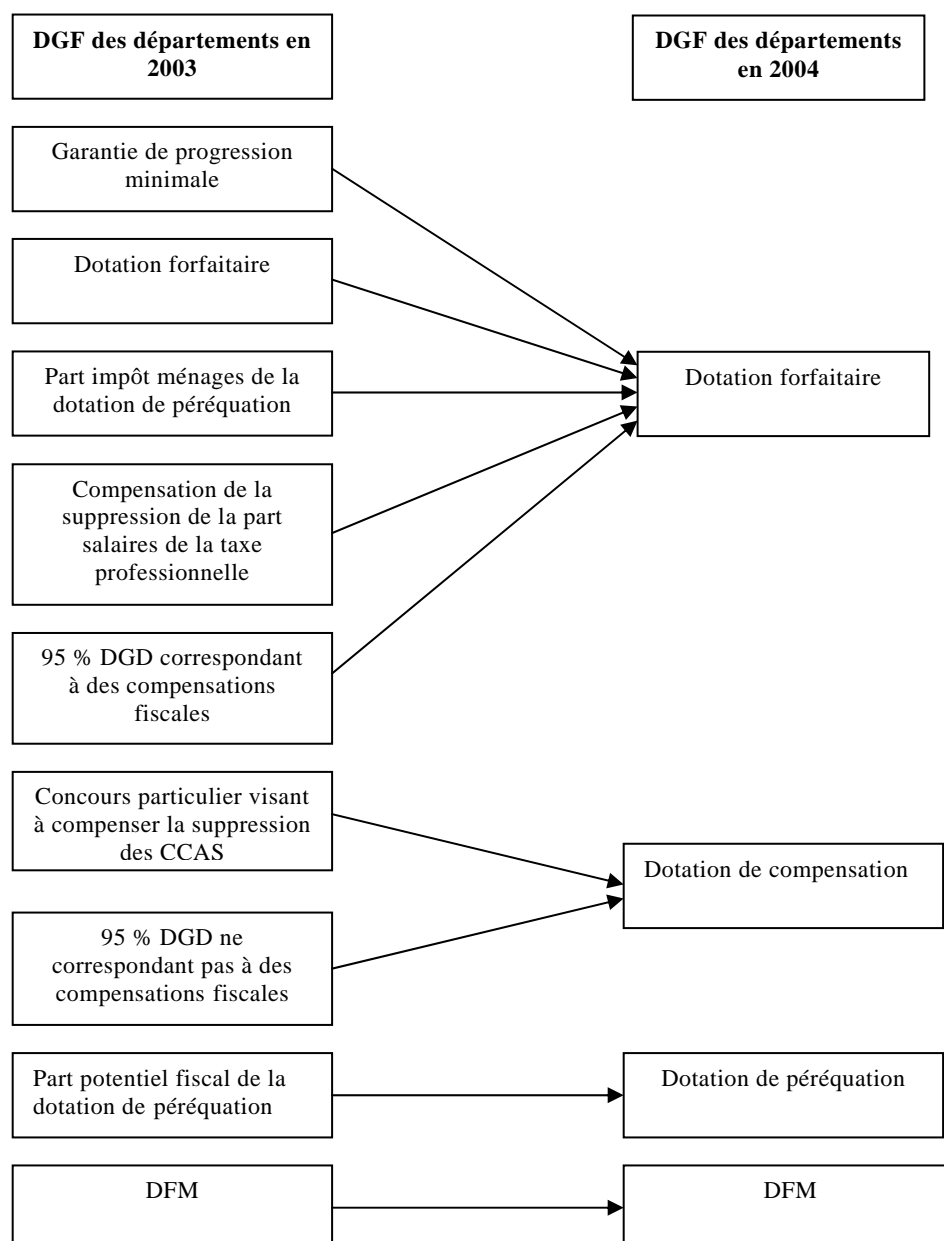 DGF des départements en
2003
DGF des départements
en 2004
Garantie de progression
minimale
Dotation forfaitaire
Part impôt ménages de la
dotation de péréquation
Dotation forfaitaire
Compensation de la
suppression de la part
salaires de la taxe
professionnelle
95 % DGD correspondant
à des compensations
fiscales
Concours particulier visant
à compenser la suppression
des CCAS
Dotation de compensation
95 % DGD ne
correspondant pas à des
compensations fiscales
Part potentiel fiscal de la
dotation de péréquation
Dotation de péréquation
DFM
DFM